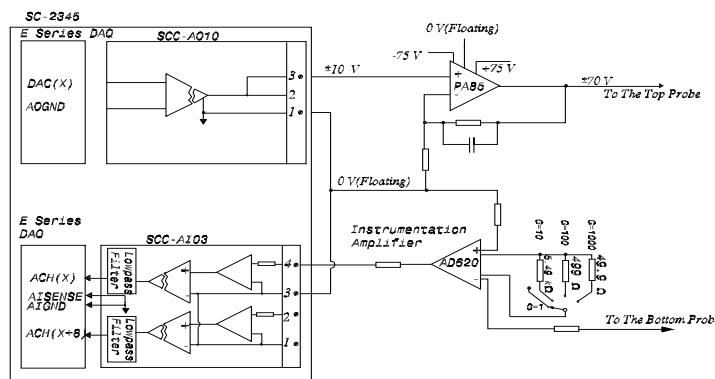 SC-2345
E Series DAQ
SCC-AO10
DAC(X)
AOGND
3
2
1
±10 V
0 V(Floating)
-75 V
+75 V
+
PA85
-
±70 V
To The Top Probe
0 V(Floating)
E Series
DAQ
SCC-AI03
Lowpass
Filter
ACH(X)
AISENSE
AIGND
ACH(X+8)
Lowpass
Filter
4
3
2
1
Instrumentation
Amplifier
AD620
G=10
G=100
G=1000
5.49 kΩ
499 Ω
49.9 Ω
G=1
To The Bottom Prob